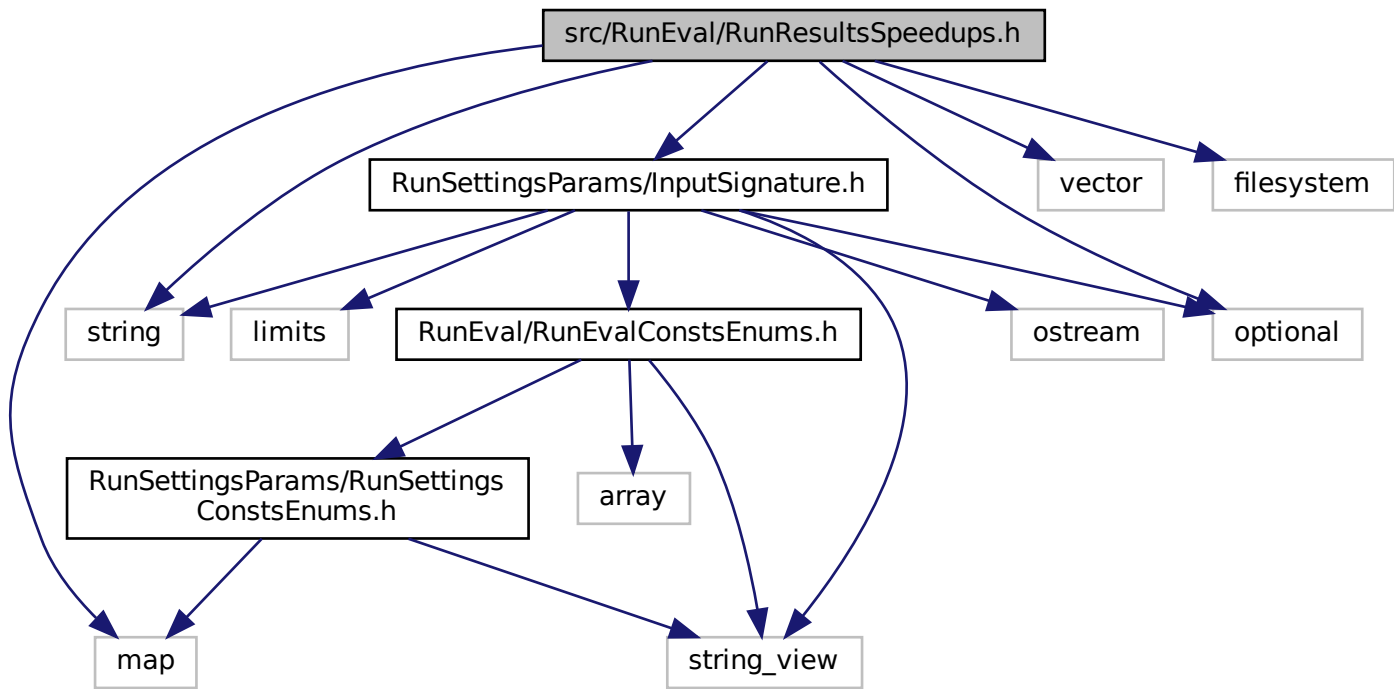 src/RunEval/RunResultsSpeedups.h
RunSettingsParams/InputSignature.h
vector
filesystem
string
limits
RunEval/RunEvalConstsEnums.h
ostream
optional
RunSettingsParams/RunSettings
ConstsEnums.h
array
map
string_view